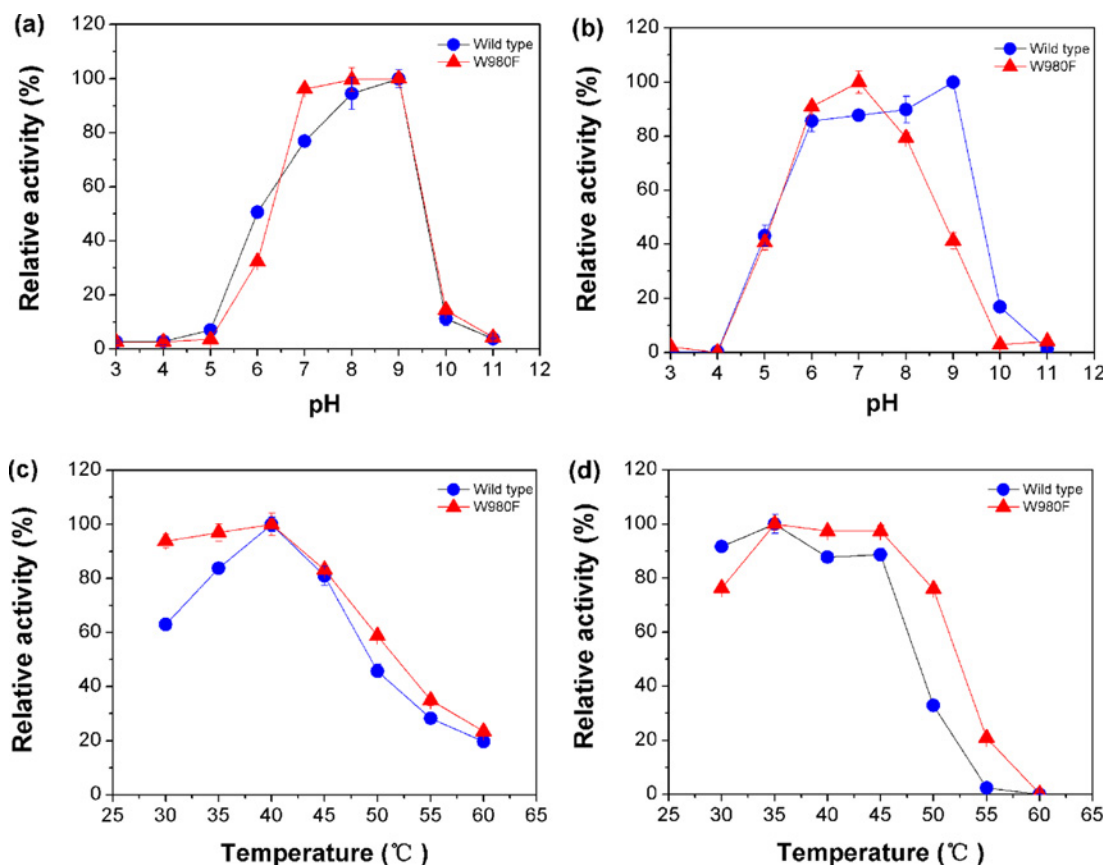 (a)
120
100
80
60
40
20
0
Relative activity (%)
Wild type
W980F
3 4 5 6 7 8 9 10 11 12
pH
(b)
120
100
80
60
40
20
0
Relative activity (%)
Wild type
W980F
3 4 5 6 7 8 9 10 11 12
pH
(c)
120
100
80
60
40
20
0
Relative activity (%)
Wild type
W980F
25 30 35 40 45 50 55 60 65
Temperature (℃)
(d)
120
100
80
60
40
20
0
Relative activity (%)
Wild type
W980F
25 30 35 40 45 50 55 60 65
Temperature (℃)